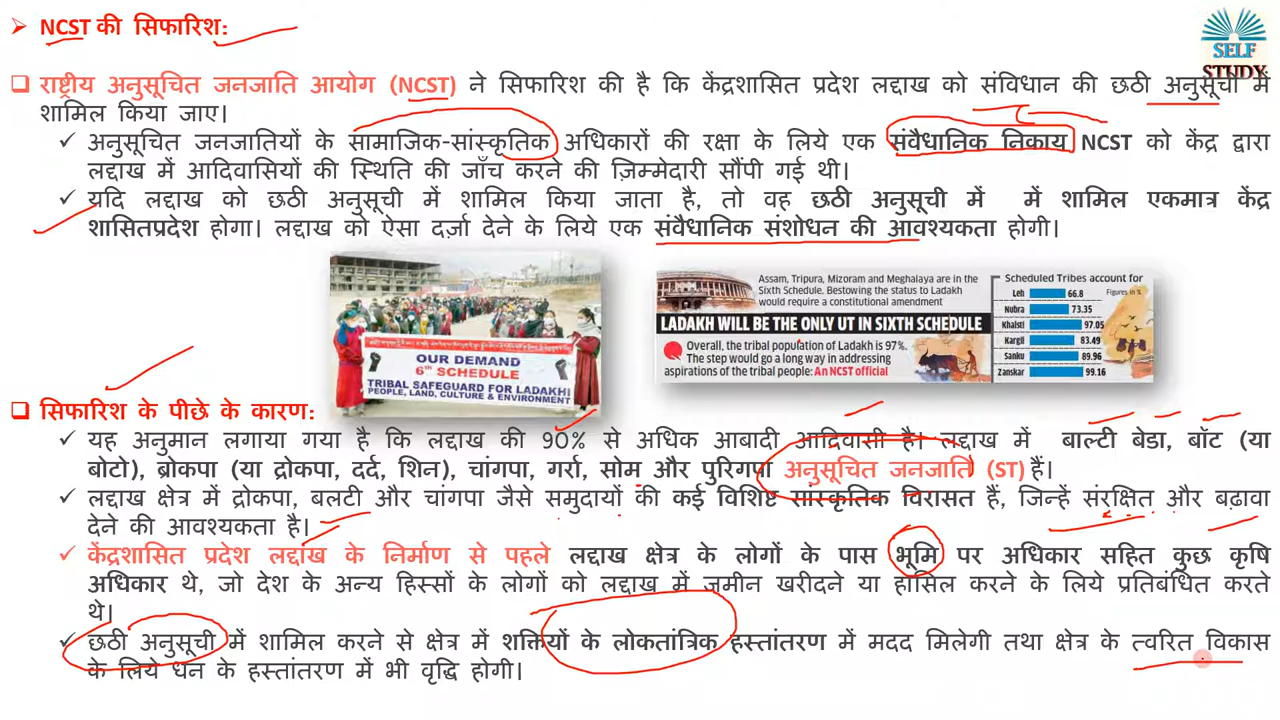 NCST की सिफारिश:
SELF
STUDY
राष्ट्रीय अनुसूचित जनजाति आयोग (NCST) ने सिफारिश की है कि केंद्रशासित प्रदेश लद्दाख को संविधान की छठी अनुसूची में
शामिल किया जाए।
अनुसूचित जनजातियों के सामाजिक-सांस्कृतिक अधिकारों की रक्षा के लिये एक संवैधानिक निकाय NCST को केंद्र द्वारा
लद्दाख में आदिवासियों की स्थिति की जाँच करने की ज़िम्मेदारी सौंपी गई थी।
यदि लद्दाख को छठी अनुसूची में शामिल किया जाता है, तो वह छठी अनुसूची में में शामिल एकमात्र केंद्र
शासितप्रदेश होगा। लद्दाख को ऐसा दर्ज़ा देने के लिये एक संवैधानिक संशोधन की आवश्यकता होगी।
OUR DEMAND
6TH SCHEDULE
TRIBAL SAFEGUARD FOR LADAKHI
PEOPLE, LAND, CULTURE & ENVIRONMENT
Assam, Tripura, Mizoram and Meghalaya are in the
Sixth Schedule. Bestowing the status to Ladakh
would require a constitutional amendment
LADAKH WILL BE THE ONLY UT IN SIXTH SCHEDULE
Overall, the tribal population of Ladakh is 97%.
The step would go a long way in addressing
aspirations of the tribal people: An NCST official
Scheduled Tribes account for
Figures in %
Leh 66.8
Nubra 73.35
Khalsti 97.05
Kargil 83.49
Sanku 89.96
Zanskar 99.16
सिफारिश के पीछे के कारण:
यह अनुमान लगाया गया है कि लद्दाख की 90% से अधिक आबादी आदिवासी है। लद्दाख में बाल्टी बेडा, बॉट (या
बोटो), ब्रोकपा (या द्रोकपा, दर्द, शिन), चांगपा, गर्रा, सोम और पुरिगपा अनुसूचित जनजाति (ST) हैं।
लद्दाख क्षेत्र में द्रोकपा, बलटी और चांगपा जैसे समुदायों की कई विशिष्ट सांस्कृतिक विरासत हैं, जिन्हें संरक्षित और बढ़ावा
देने की आवश्यकता है।
केंद्रशासित प्रदेश लद्दाख के निर्माण से पहले लद्दाख क्षेत्र के लोगों के पास भूमि पर अधिकार सहित कुछ कृषि
अधिकार थे, जो देश के अन्य हिस्सों के लोगों को लद्दाख में ज़मीन खरीदने या हासिल करने के लिये प्रतिबंधित करते
थे।
छठी अनुसूची में शामिल करने से क्षेत्र में शक्तियों के लोकतांत्रिक हस्तांतरण में मदद मिलेगी तथा क्षेत्र के त्वरित विकास
के लिये धन के हस्तांतरण में भी वृद्धि होगी।